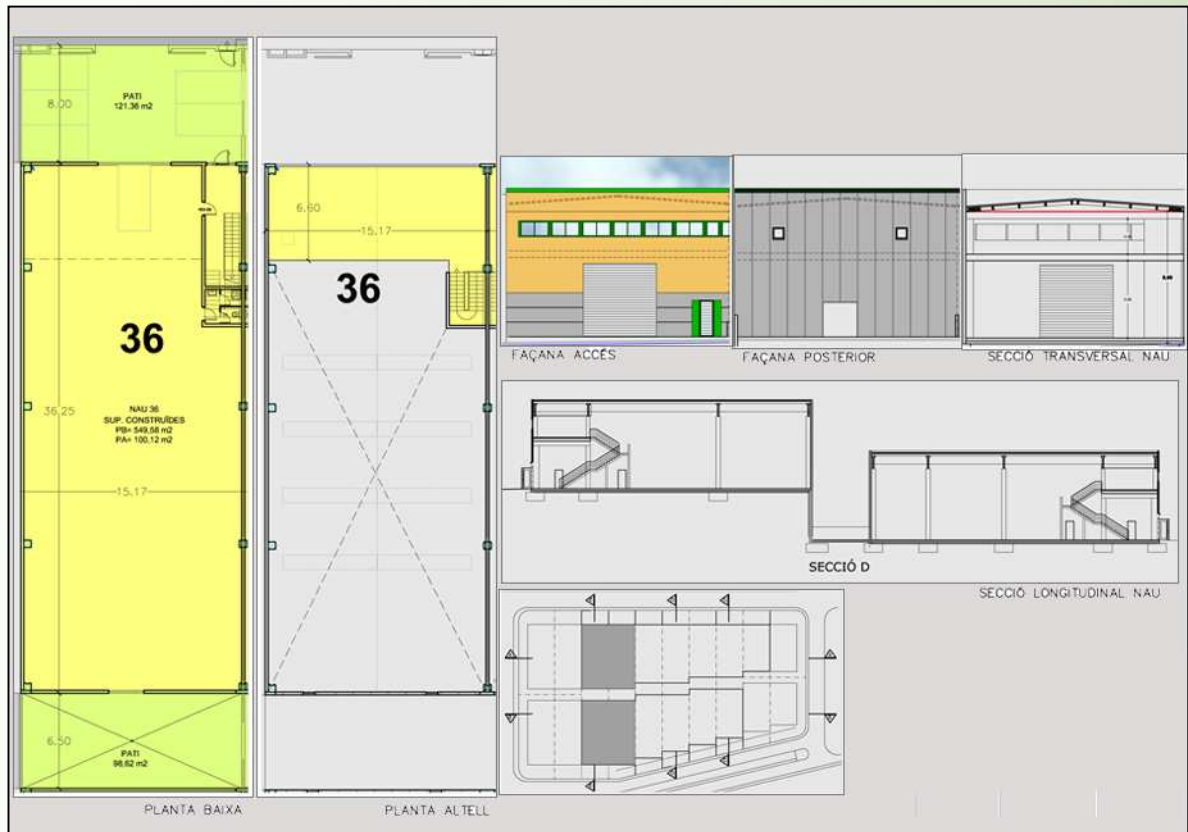 8.00
PATI
121,36 m2
36
NAU 36
SUP. CONSTRUÏDES
PB= 549,58 m2
PA= 100,12 m2
36.25
15.17
6.50
PATI
98,62 m2
PLANTA BAIXA
6.60
15.17
36
PLANTA ALTELL
FAÇANA ACCÉS
FAÇANA POSTERIOR
SECCIÓ TRANSVERSAL NAU
SECCIÓ D
SECCIÓ LONGITUDINAL NAU